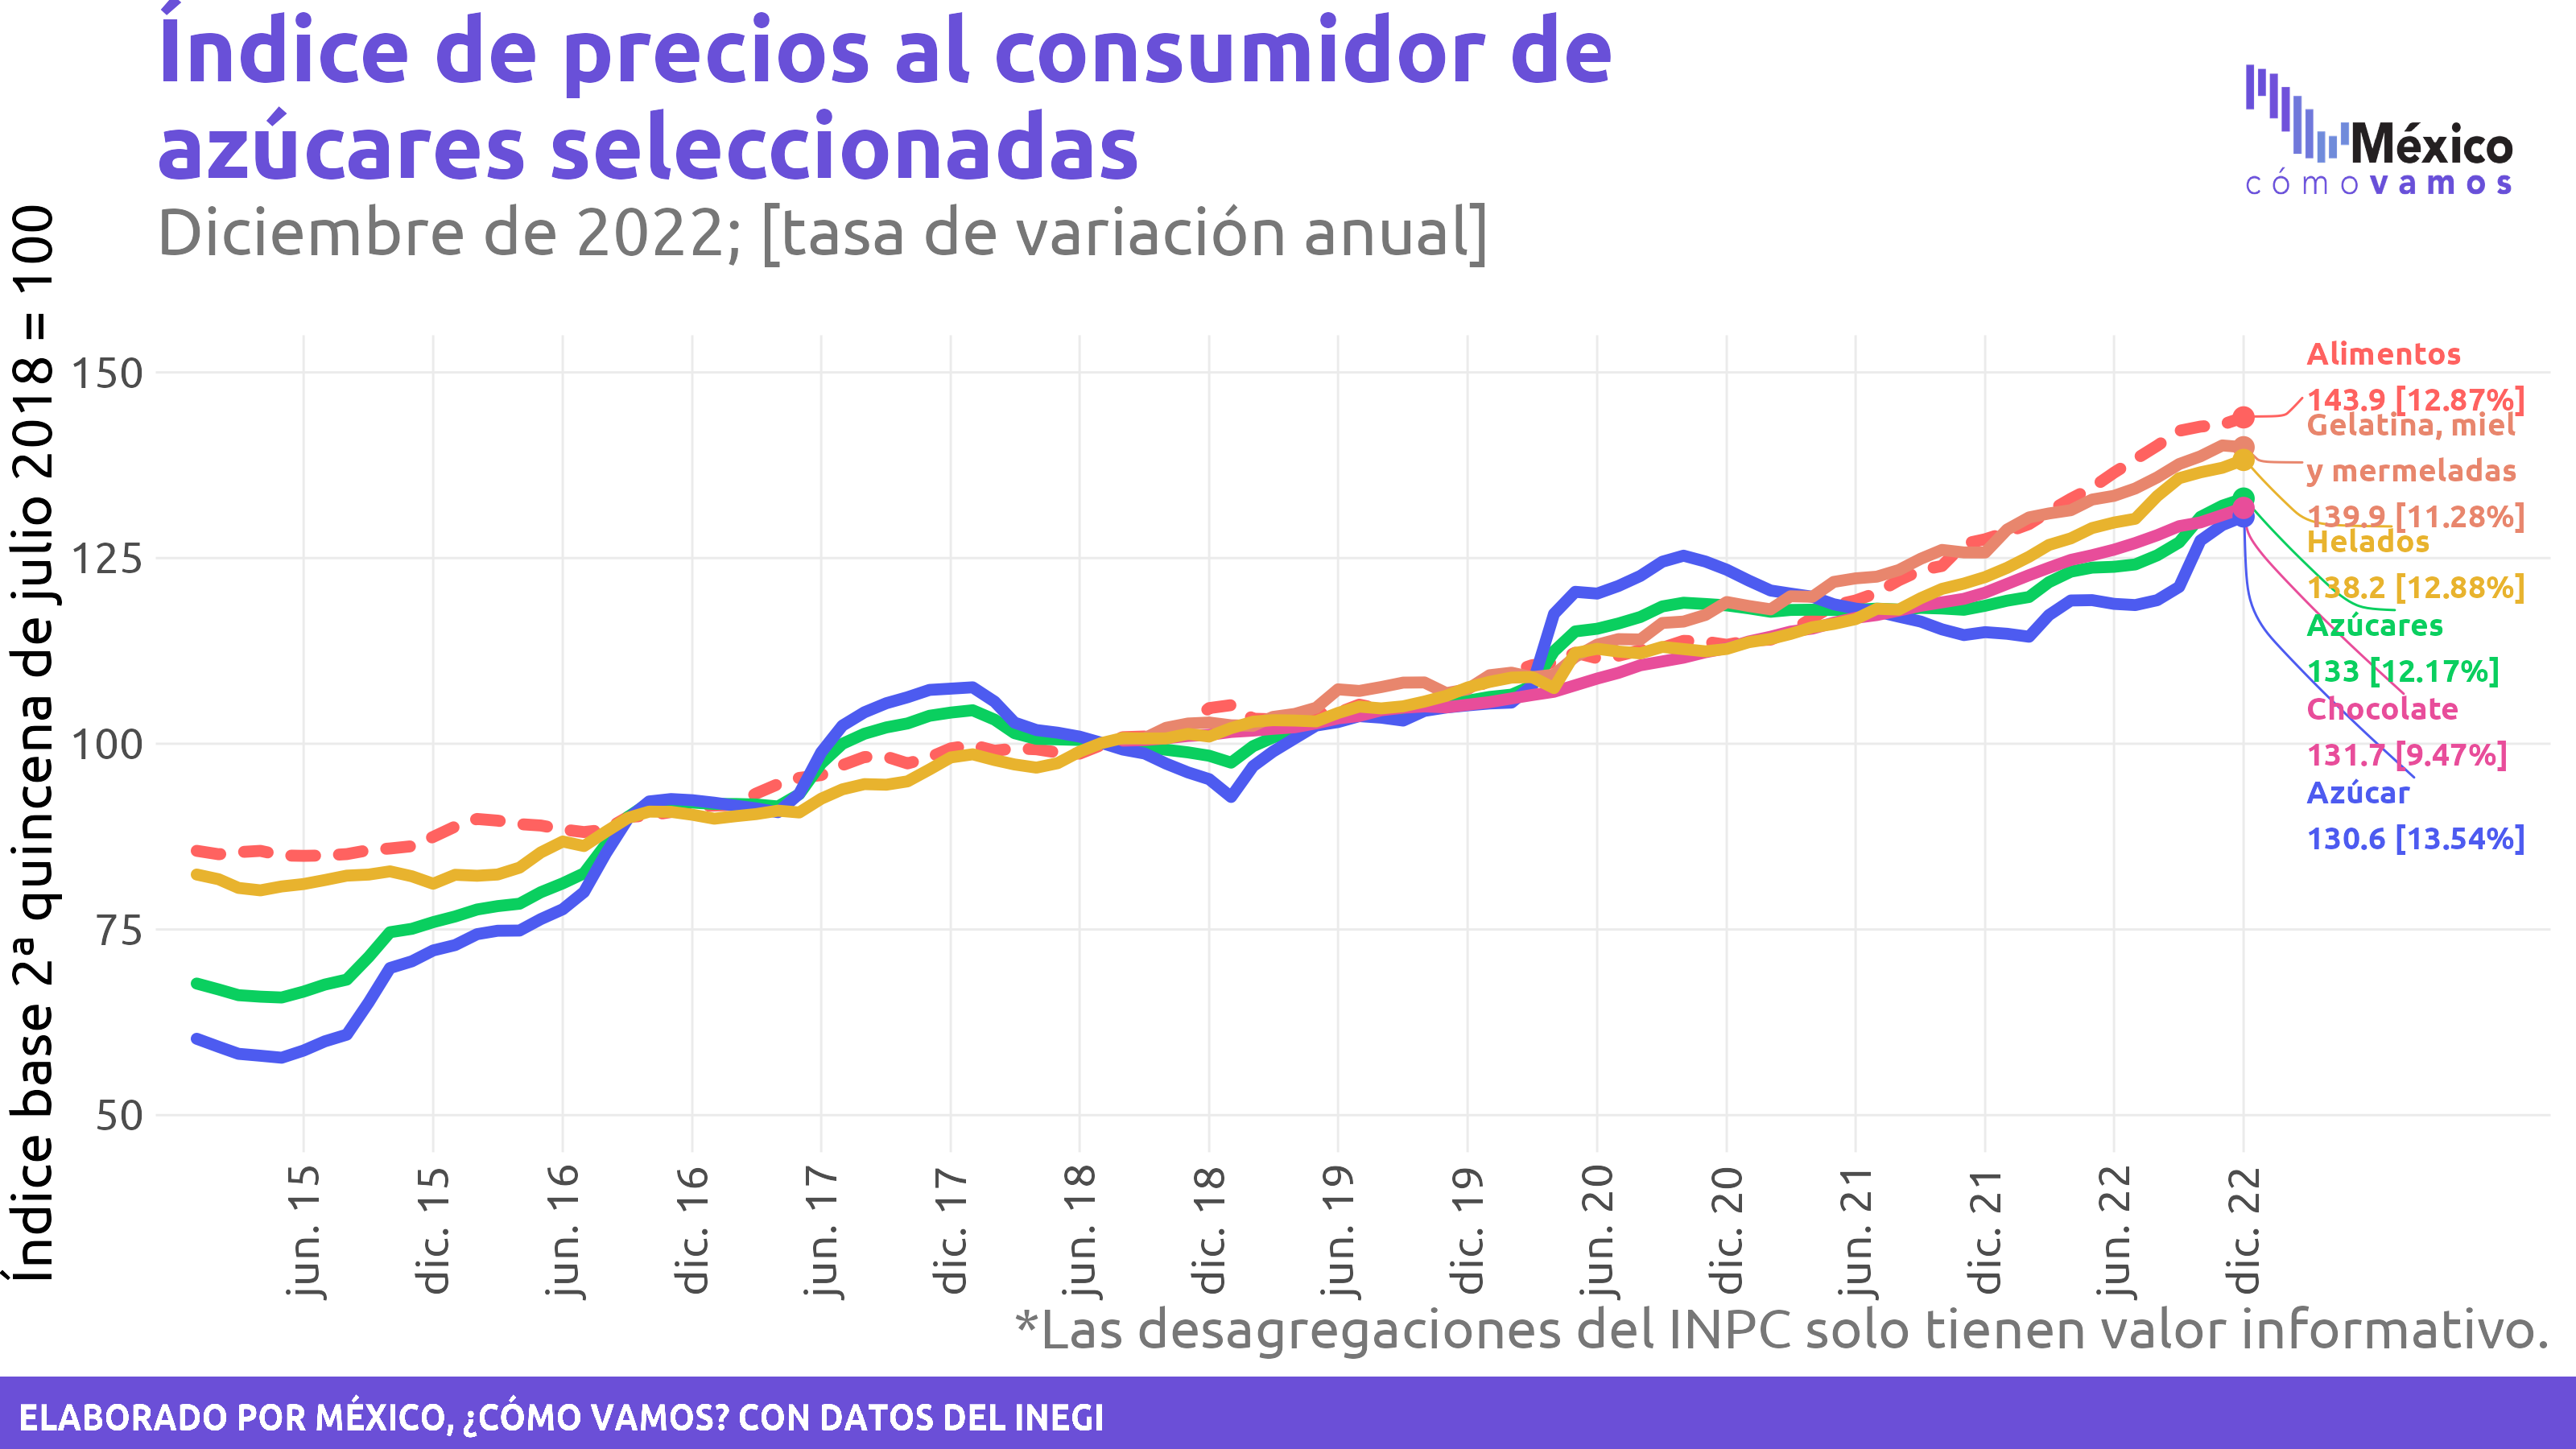 Índice de precios al consumidor de
azúcares seleccionadas
Diciembre de 2022; [tasa de variación anual]
México
cómovamos
Índice base 2ª quincena de julio 2018 = 100
150
125
100
75
50
Alimentos
143.9 [12.87%]
Gelatina, miel
y mermeladas
139.9 [11.28%]
Helados
138.2 [12.88%]
Azúcares
133 [12.17%]
Chocolate
131.7 [9.47%]
Azúcar
130.6 [13.54%]
jun. 15
dic. 15
jun. 16
dic. 16
jun. 17
dic. 17
jun. 18
dic. 18
jun. 19
dic. 19
jun. 20
dic. 20
jun. 21
dic. 21
jun. 22
dic. 22
*Las desagregaciones del INPC solo tienen valor informativo.
ELABORADO POR MÉXICO, ¿CÓMO VAMOS? CON DATOS DEL INEGI